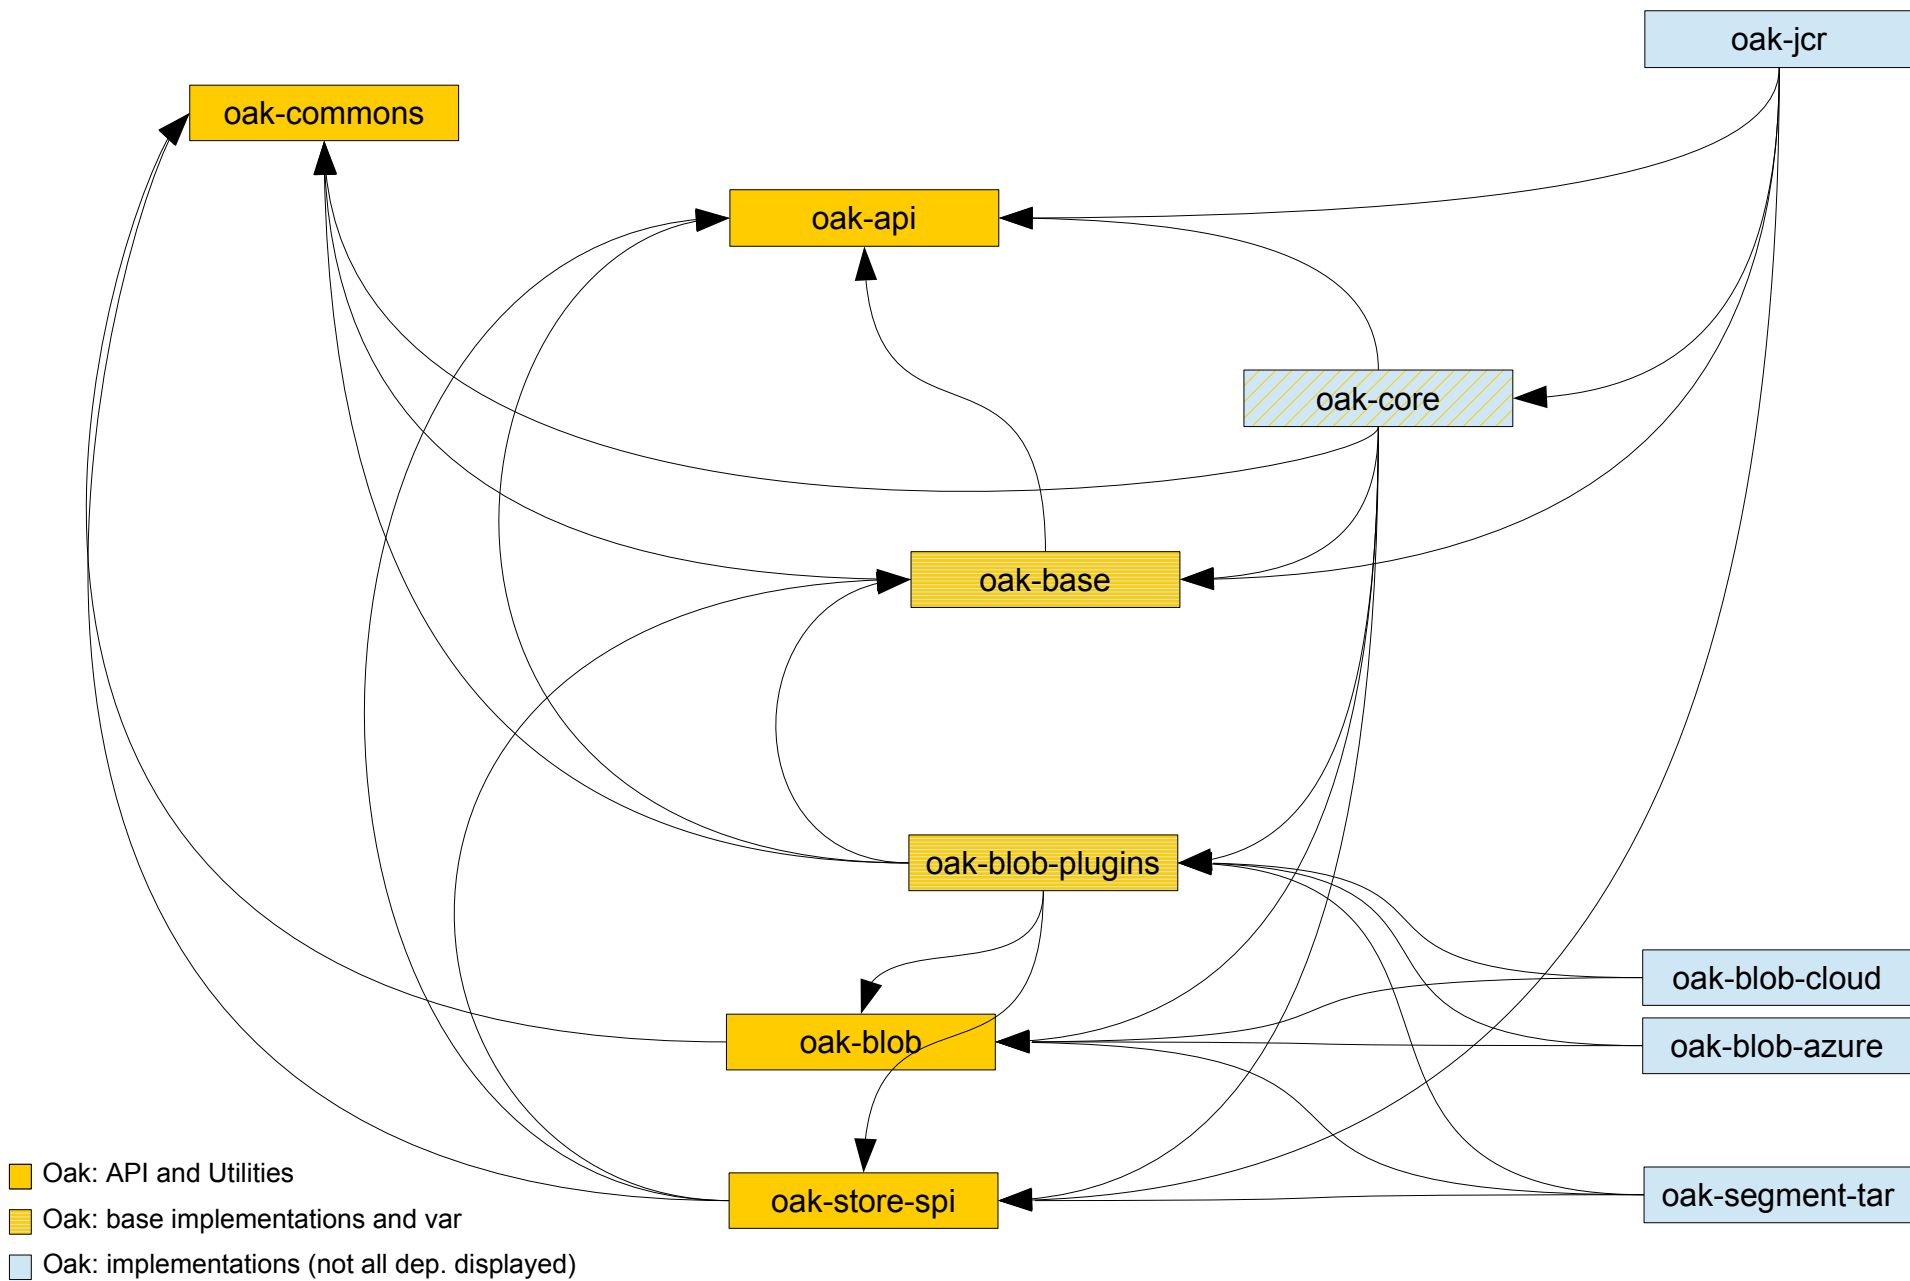 oak-jcr
oak-commons
oak-api
oak-core
oak-base
oak-blob-plugins
oak-blob-cloud
oak-blob
oak-blob-azure
oak-store-spi
oak-segment-tar
Oak: API and Utilities
Oak: base implementations and var
Oak: implementations (not all dep. displayed)